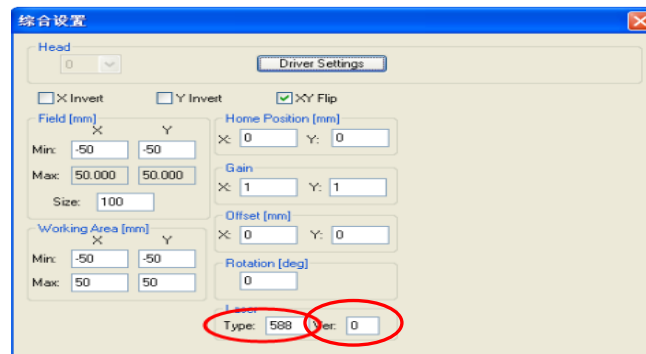 综合设置
Head
0
Driver Settings
X Invert
Y Invert
XY Flip
Field [mm]
X Y
Min: -50 -50
Max: 50.000 50.000
Size: 100
Home Position [mm]
X: 0 Y: 0
Gain
X: 1 Y: 1
Offset [mm]
X: 0 Y: 0
Working Area [mm]
X Y
Min: -50 -50
Max: 50 50
Rotation [deg]
0
Laser
Type: 588 Ver: 0